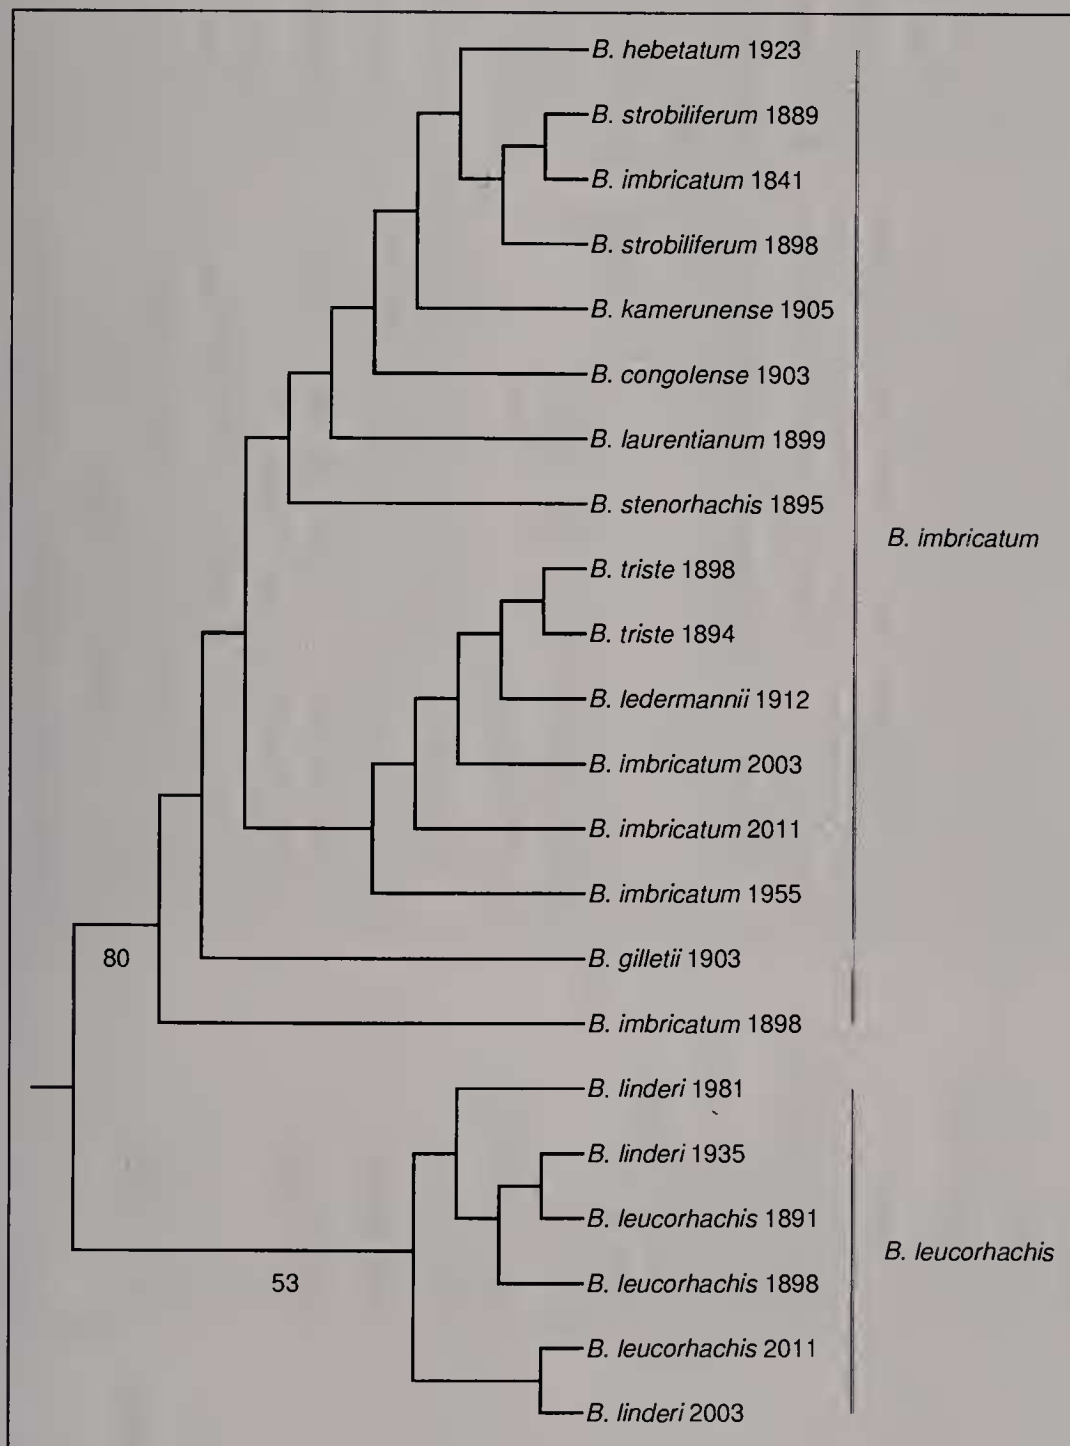 B. hebetatum 1923
B. strobiliferum 1889
B. imbricatum 1841
B. strobiliferum 1898
B. kamerunense 1905
B. congolense 1903
B. laurentianum 1899
B. stenorhachis 1895
B. imbricatum
B. triste 1898
B. triste 1894
B. ledermannii 1912
B. imbricatum 2003
B. imbricatum 2011
B. imbricatum 1955
80
B. gilletii 1903
B. imbricatum 1898
B. linderi 1981
B. linderi 1935
B. leucorhachis 1891
B. leucorhachis
53
B. leucorhachis 1898
B. leucorhachis 2011
B. linderi 2003